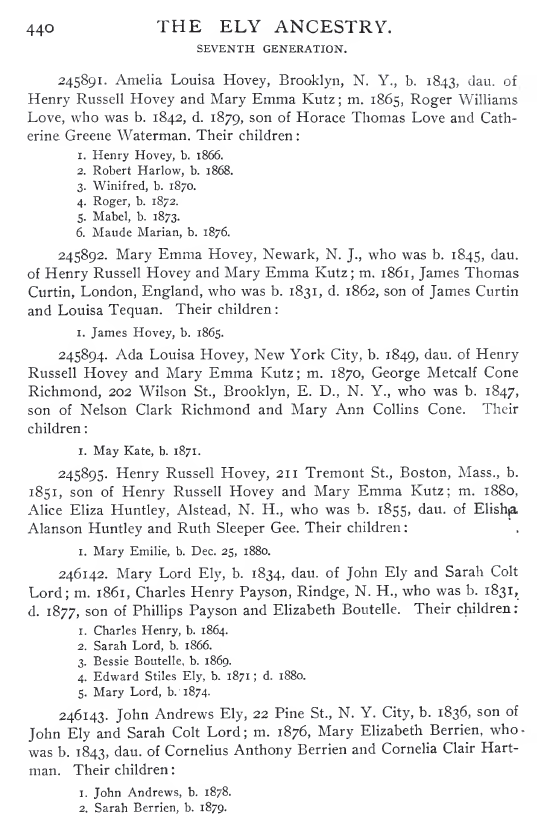 440 THE ELY ANCESTRY.
SEVENTH GENERATION.
245891. Amelia Louisa Hovey, Brooklyn, N. Y., b. 1843, dau. of
Henry Russell Hovey and Mary Emma Kutz; m. 1865, Roger Williams
Love, who was b. 1842, d. 1879, son of Horace Thomas Love and Cath-
erine Greene Waterman. Their children:
1. Henry Hovey, b. 1866.
2. Robert Harlow, b. 1868.
3. Winifred, b. 1870.
4. Roger, b. 1872.
5. Mabel, b. 1873.
6. Maude Marian, b. 1876.
245892. Mary Emma Hovey, Newark, N. J., who was b. 1845, dau.
of Henry Russell Hovey and Mary Emma Kutz; m. 1861, James Thomas
Curtin, London, England, who was b. 1831, d. 1862, son of James Curtin
and Louisa Tequan. Their children:
1. James Hovey, b. 1865.
245894. Ada Louisa Hovey, New York City, b. 1849, dau. of Henry
Russell Hovey and Mary Emma Kutz; m. 1870, George Metcalf Cone
Richmond, 202 Wilson St., Brooklyn, E. D., N. Y., who was b. 1847,
son of Nelson Clark Richmond and Mary Ann Collins Cone. Their
children:
1. May Kate, b. 1871.
245895. Henry Russell Hovey, 211 Tremont St., Boston, Mass., b.
1851, son of Henry Russell Hovey and Mary Emma Kutz; m. 1880,
Alice Eliza Huntley, Alstead, N. H., who was b. 1855, dau. of Elisha
Alanson Huntley and Ruth Sleeper Gee. Their children:
1. Mary Emilie, b. Dec. 25, 1880.
246142. Mary Lord Ely, b. 1834, dau. of John Ely and Sarah Colt
Lord; m. 1861, Charles Henry Payson, Rindge, N. H., who was b. 1831,
d. 1877, son of Phillips Payson and Elizabeth Boutelle. Their children:
1. Charles Henry, b. 1864.
2. Sarah Lord, b. 1866.
3. Bessie Boutelle, b. 1869.
4. Edward Stiles Ely, b. 1871; d. 1880.
5. Mary Lord, b. 1874.
246143. John Andrews Ely, 22 Pine St., N. Y. City, b. 1836, son of
John Ely and Sarah Colt Lord; m. 1876, Mary Elizabeth Berrien, who
was b. 1843, dau. of Cornelius Anthony Berrien and Cornelia Clair Hart-
man. Their children:
1. John Andrews, b. 1878.
2. Sarah Berrien, b. 1879.